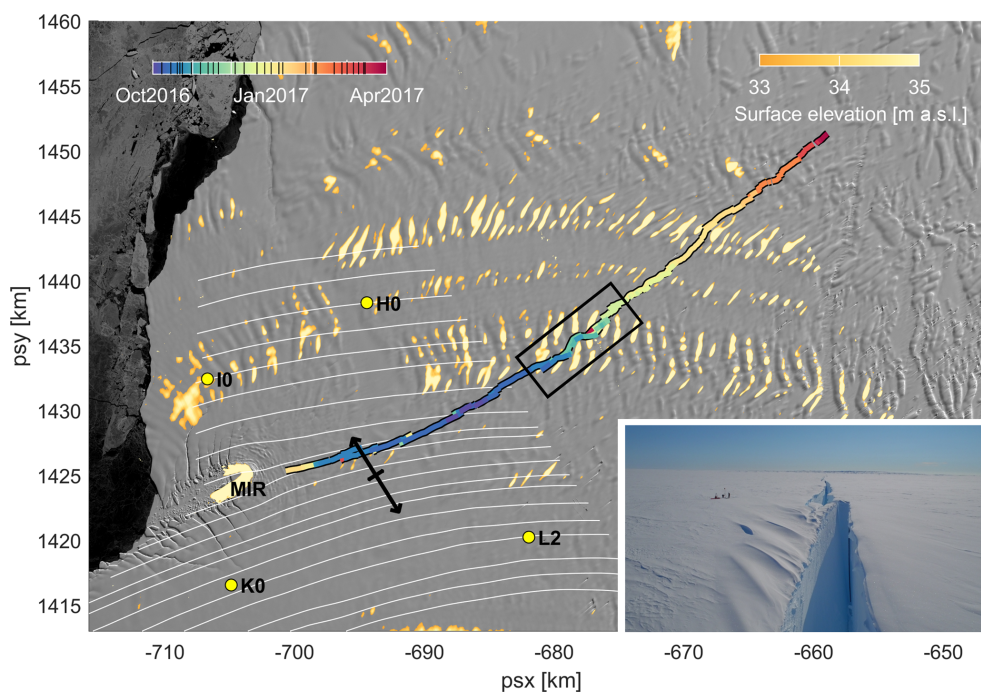 1460
1455
1450
1445
1440
1435
1430
1425
1420
1415
psy [km]
Oct2016 Jan2017 Apr2017
33 34 35
Surface elevation [m a.s.l.]
H0
I0
MIR
L2
K0
-710 -700 -690 -680 -670 -660 -650
psx [km]